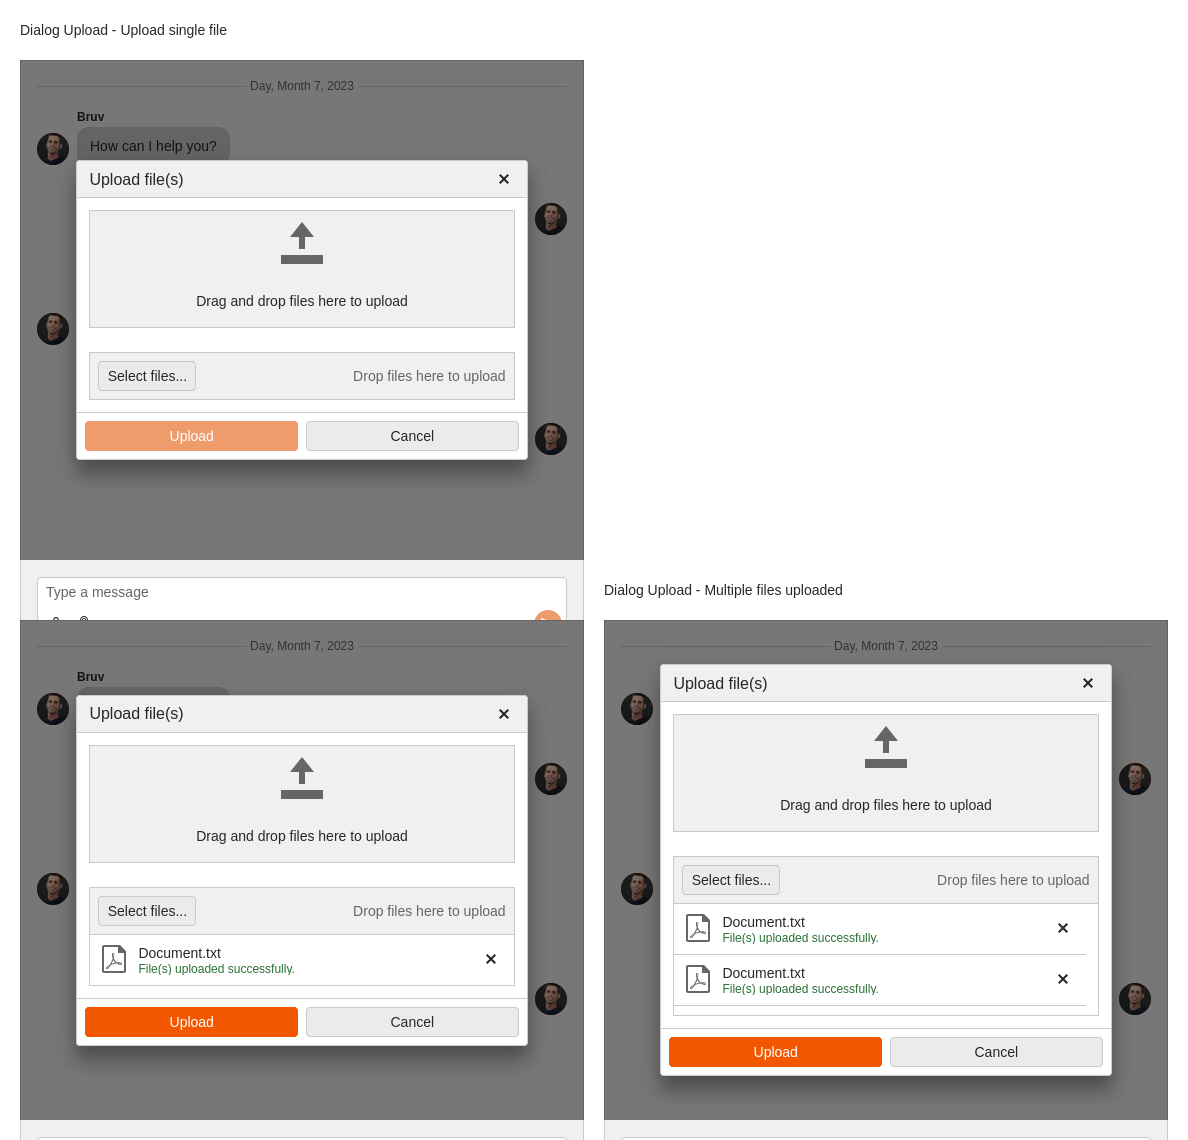 Dialog Upload - Upload single file
Day, Month 7, 2023
Bruv
How can I help you?
Upload file(s)
Drag and drop files here to upload
Select files...
Drop files here to upload
Upload
Cancel
Type a message
Day, Month 7, 2023
Bruv
Upload file(s)
Drag and drop files here to upload
Select files...
Drop files here to upload
Document.txt
File(s) uploaded successfully.
Upload
Cancel
Dialog Upload - Multiple files uploaded
Day, Month 7, 2023
Upload file(s)
Drag and drop files here to upload
Select files...
Drop files here to upload
Document.txt
File(s) uploaded successfully.
Document.txt
File(s) uploaded successfully.
Upload
Cancel